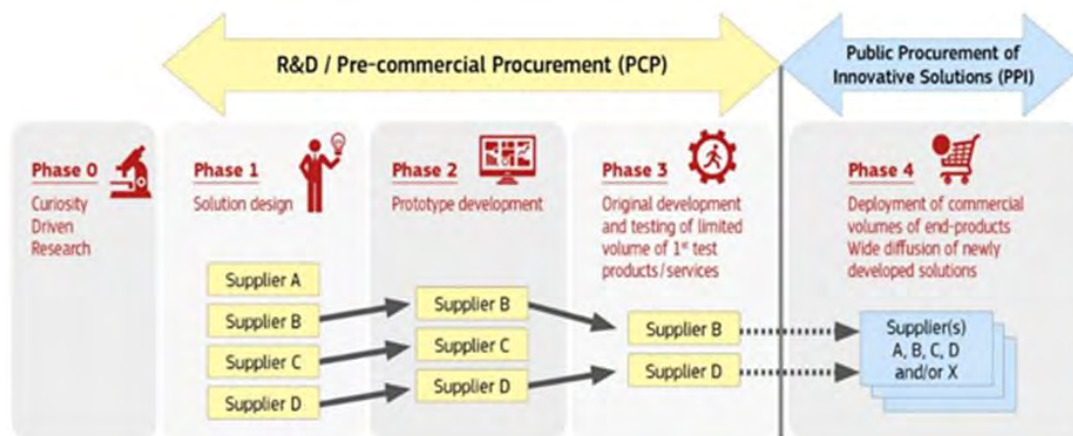 R&D / Pre-commercial Procurement (PCP)
Public Procurement of
Innovative Solutions (PPI)
Phase 0
Curiosity
Driven
Research
Phase 1
Solution design
Supplier A
Supplier B
Supplier C
Supplier D
Phase 2
Prototype development
Supplier B
Supplier C
Supplier D
Phase 3
Original development
and testing of limited
volume of 1st test
products/services
Supplier B
Supplier D
Phase 4
Deployment of commercial
volumes of end-products
Wide diffusion of newly
developed solutions
Supplier(s)
A, B, C, D
and/or X